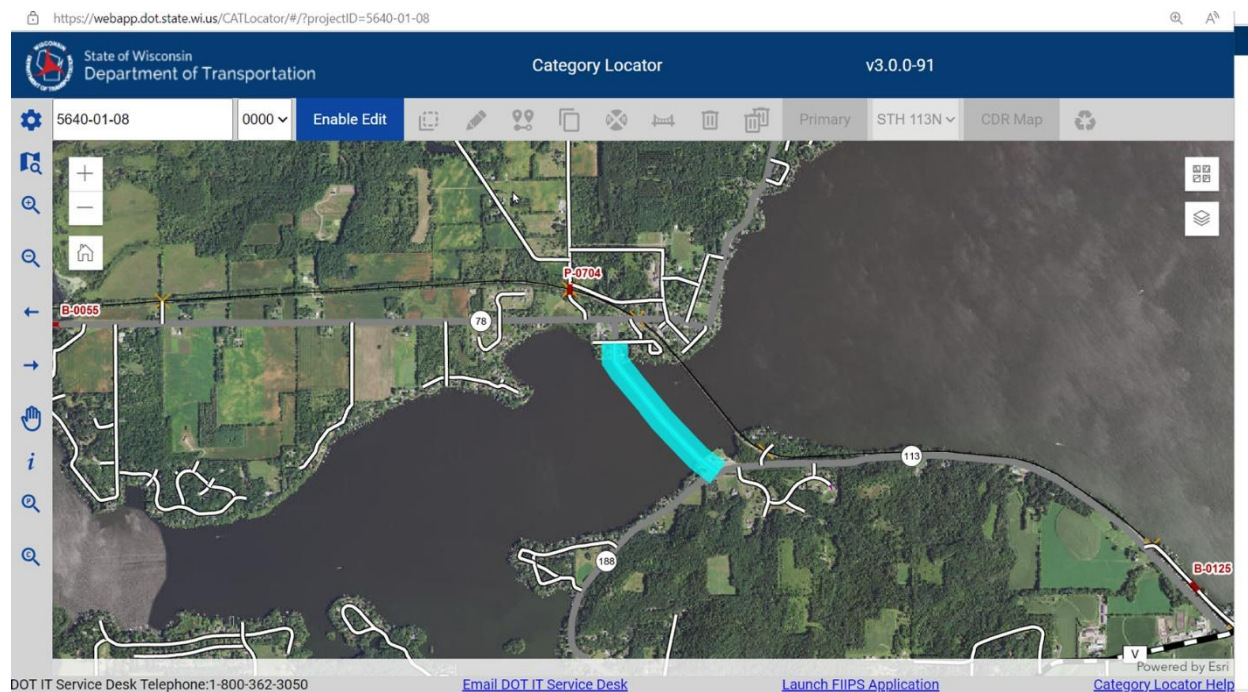 https://webapp.dot.state.wi.us/CATLocator/#/?projectID=5640-01-08
State of Wisconsin
Department of Transportation
Category Locator
v3.0.0-91
5640-01-08
0000
Enable Edit
Primary
STH 113N
CDR Map
P-0704
B-0055
78
113
188
B-0125
V
Powered by Esri
DOT IT Service Desk Telephone:1-800-362-3050
Email DOT IT Service Desk
Launch FIIPS Application
Category Locator Help